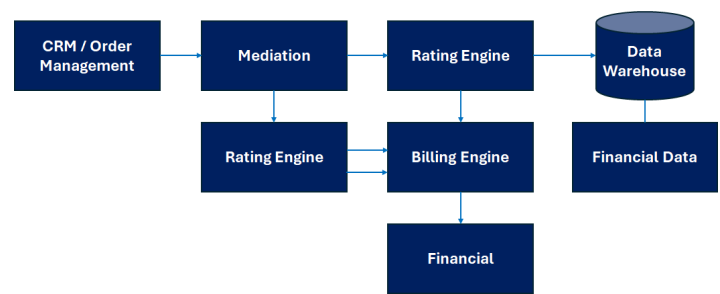 CRM / Order
Management
Mediation
Rating Engine
Data
Warehouse
Rating Engine
Billing Engine
Financial Data
Financial